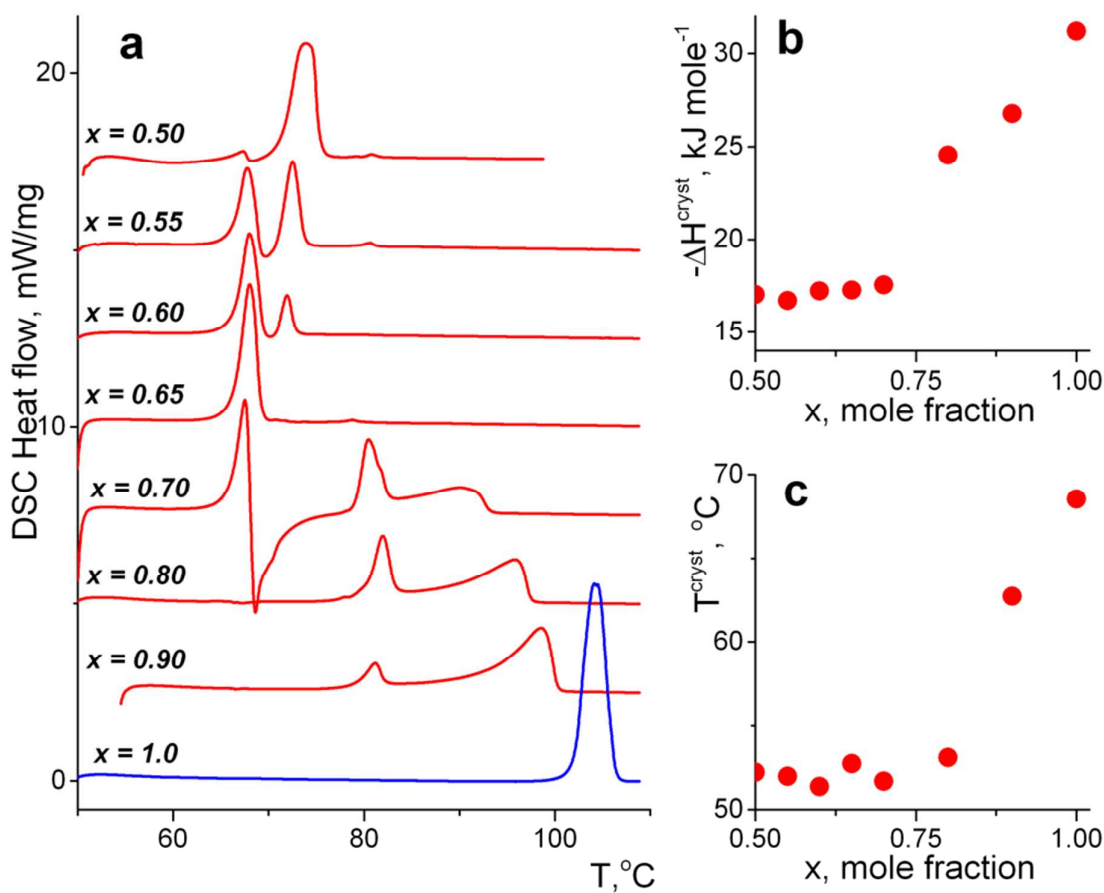 a
20
x = 0.50
x = 0.55
x = 0.60
x = 0.65
10
x = 0.70
x = 0.80
x = 0.90
x = 1.0
0
60
80
100
T,°C
DSC Heat flow, mW/mg
b
30
25
20
15
0.50
0.75
1.00
x, mole fraction
-ΔH^cryst, kJ mole^-1
c
70
60
50
0.50
0.75
1.00
x, mole fraction
T^cryst, °C